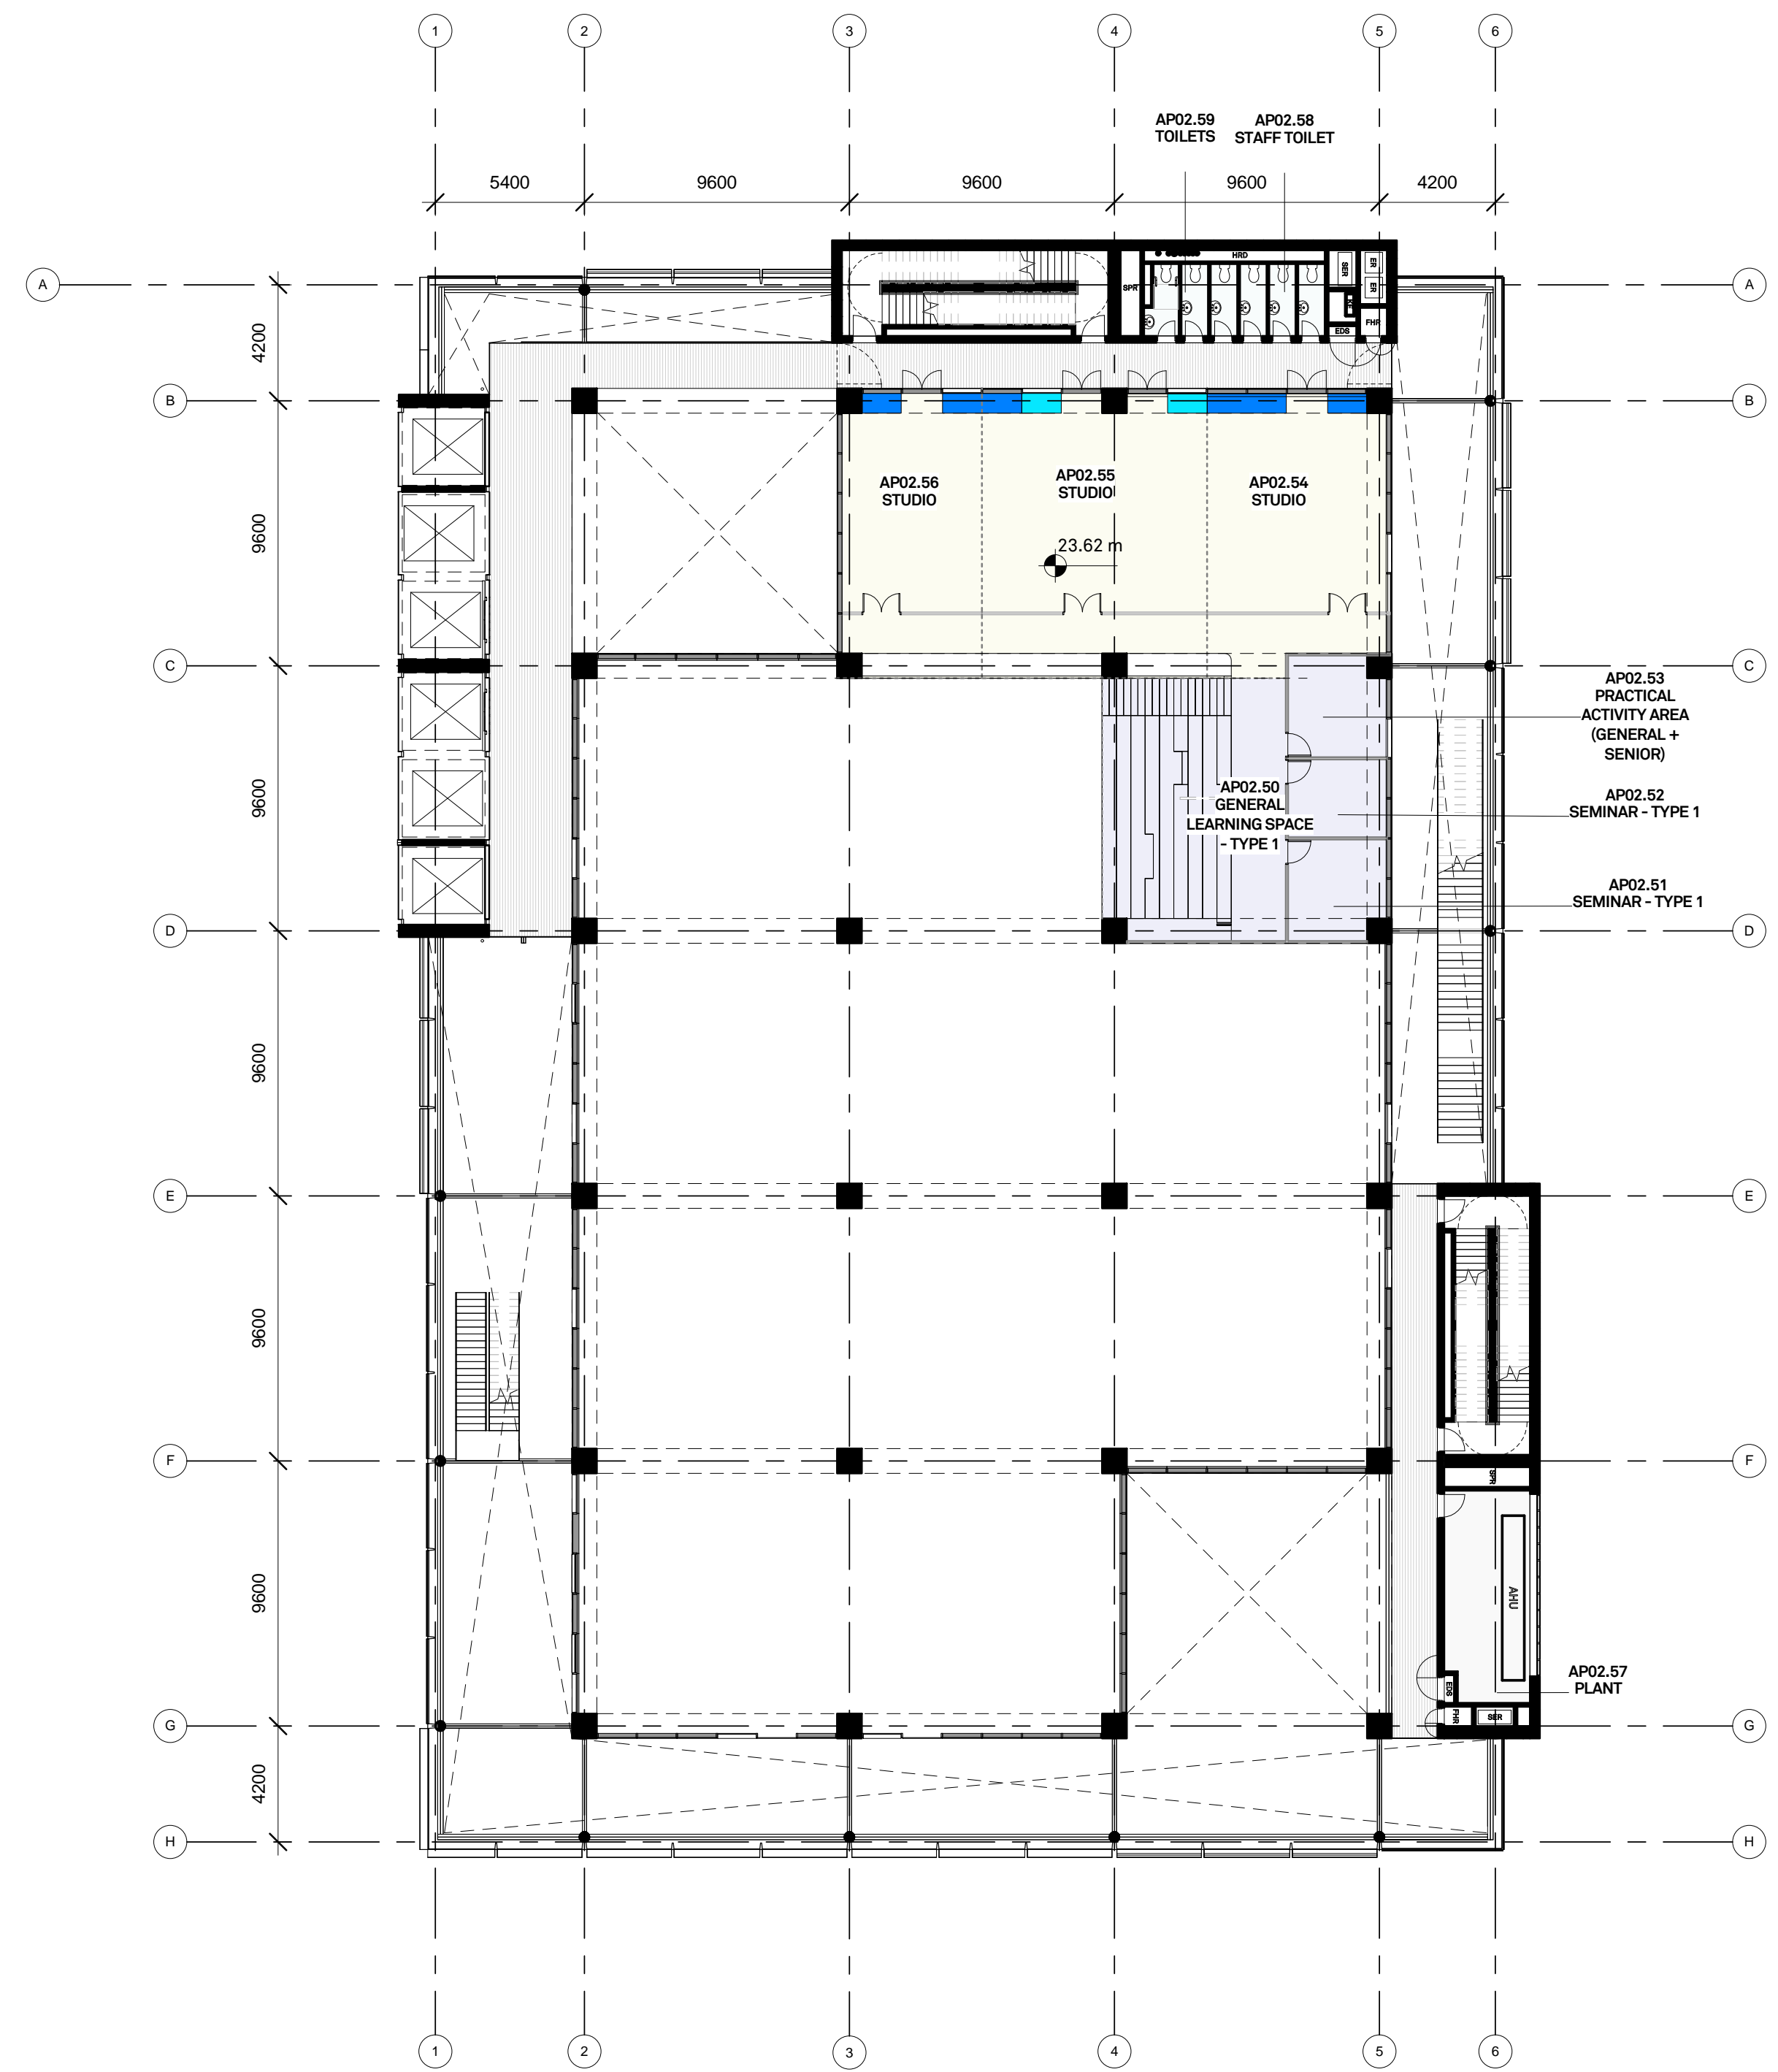 1
2
3
4
5
6
AP02.59
TOILETS
AP02.58
STAFF TOILET
5400
9600
9600
9600
4200
A
A
HRD
SPR
SER
ER
ER
EDS
FHR
4200
B
B
AP02.56
STUDIO
AP02.55
STUDIO
AP02.54
STUDIO
9600
23.62 m
C
C
AP02.53
PRACTICAL
ACTIVITY AREA
(GENERAL +
SENIOR)
9600
AP02.50
GENERAL
LEARNING SPACE
- TYPE 1
AP02.52
SEMINAR - TYPE 1
AP02.51
SEMINAR - TYPE 1
D
D
9600
E
E
9600
F
F
SPR
9600
AHU
AP02.57
PLANT
EDS
FHR
SER
G
G
4200
H
H
1
2
3
4
5
6